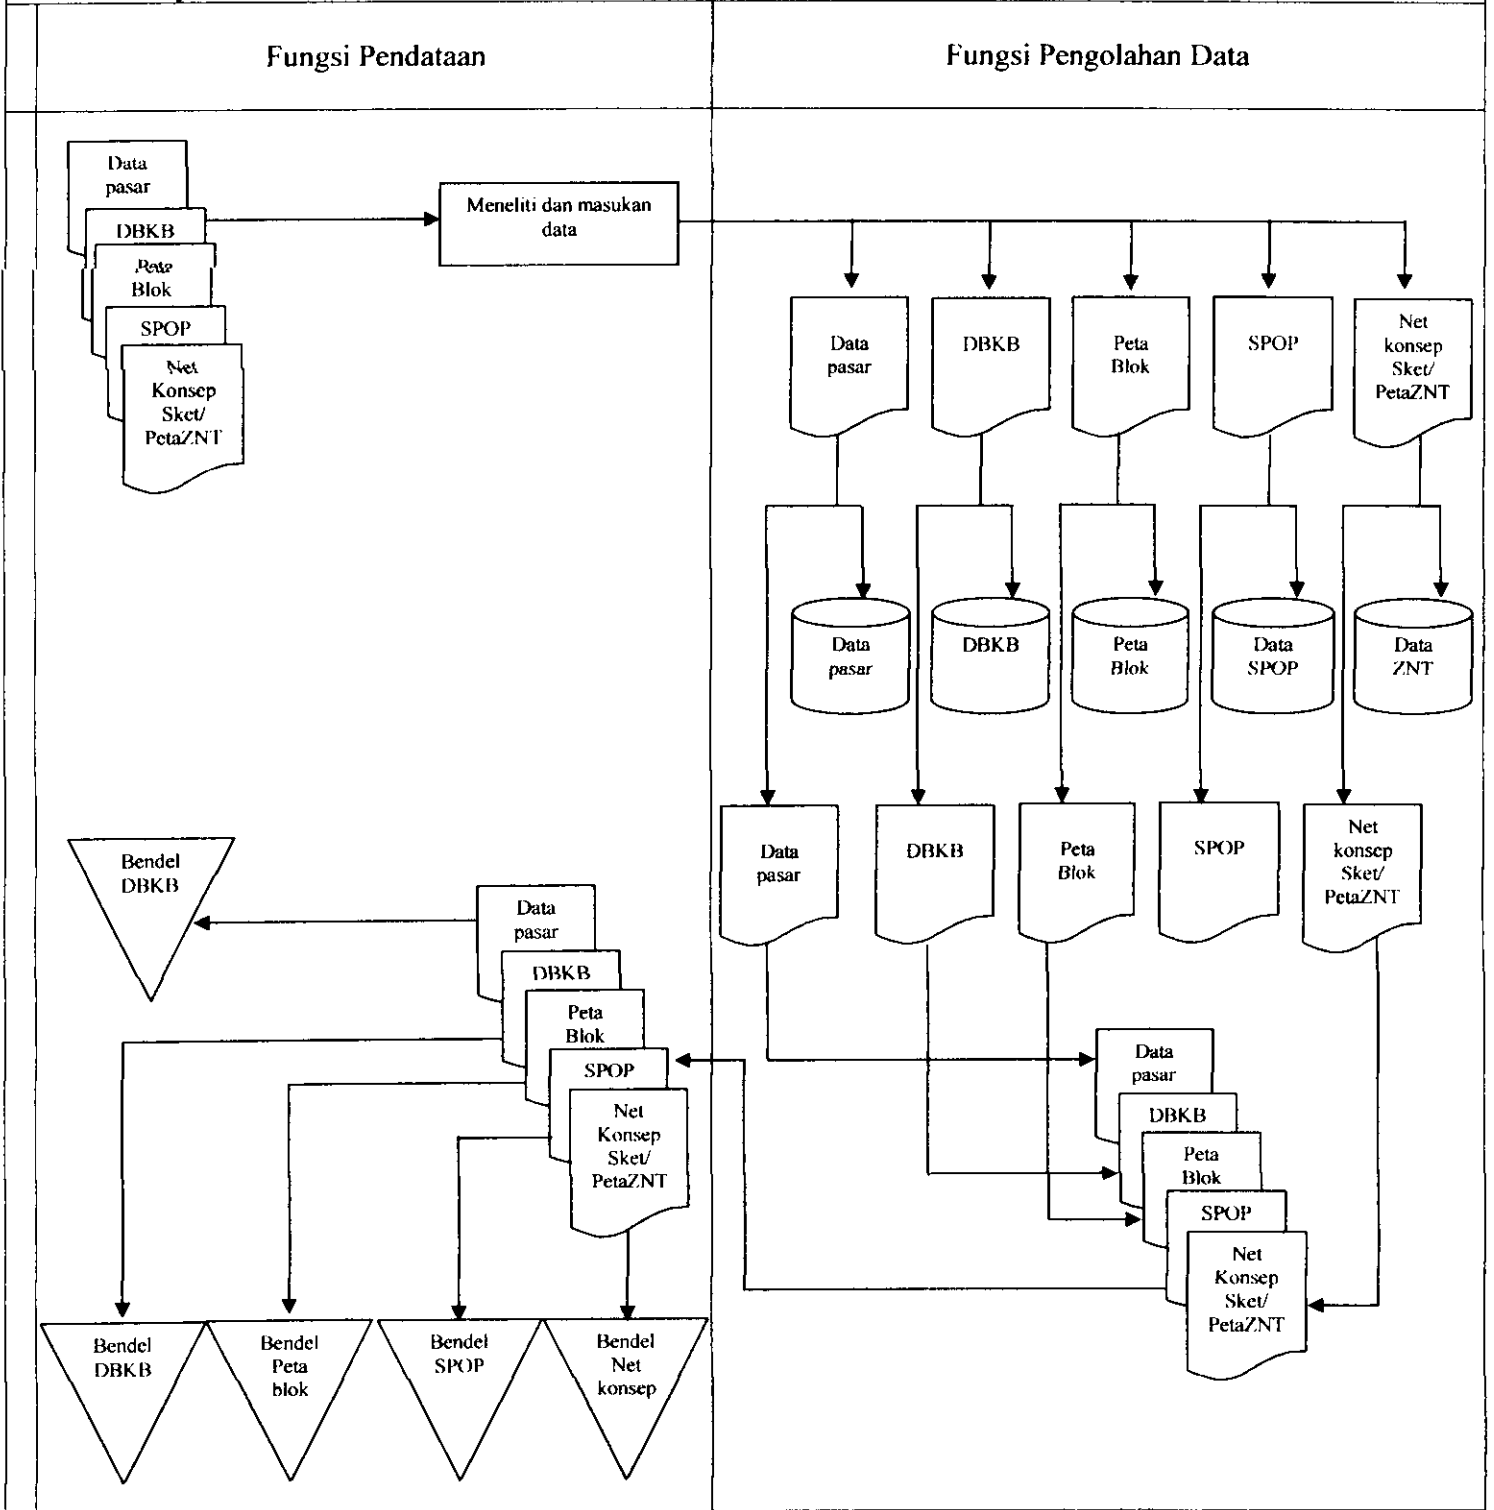 Fungsi Pendataan
Fungsi Pengolahan Data
Data
pasar
DBKB
Peta
Blok
SPOP
Net
Konsep
Sket/
PetaZNT
Meneliti dan masukan
data
Data
pasar
DBKB
Peta
Blok
SPOP
Net
konsep
Sket/
PetaZNT
Data
pasar
DBKB
Peta
Blok
Data
SPOP
Data
ZNT
Data
pasar
DBKB
Peta
Blok
SPOP
Net
konsep
Sket/
PetaZNT
Bendel
DBKB
Data
pasar
DBKB
Peta
Blok
SPOP
Net
Konsep
Sket/
PetaZNT
Data
pasar
DBKB
Peta
Blok
SPOP
Net
Konsep
Sket/
PetaZNT
Bendel
DBKB
Bendel
Peta
blok
Bendel
SPOP
Bendel
Net
konsep